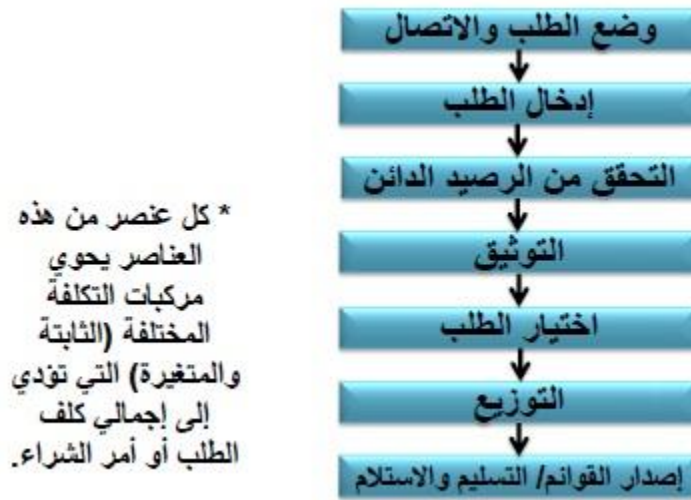 وضع الطلب والاتصال
إدخال الطلب
التحقق من الرصيد الدائن
التوثيق
اختيار الطلب
التوزيع
إصدار القوائم/ التسليم والاستلام
* كل عنصر من هذه
العناصر يحوي
مركبات التكلفة
المختلفة (الثابتة
والمتغيرة) التي تؤدي
إلى إجمالي كلف
الطلب أو أمر الشراء.